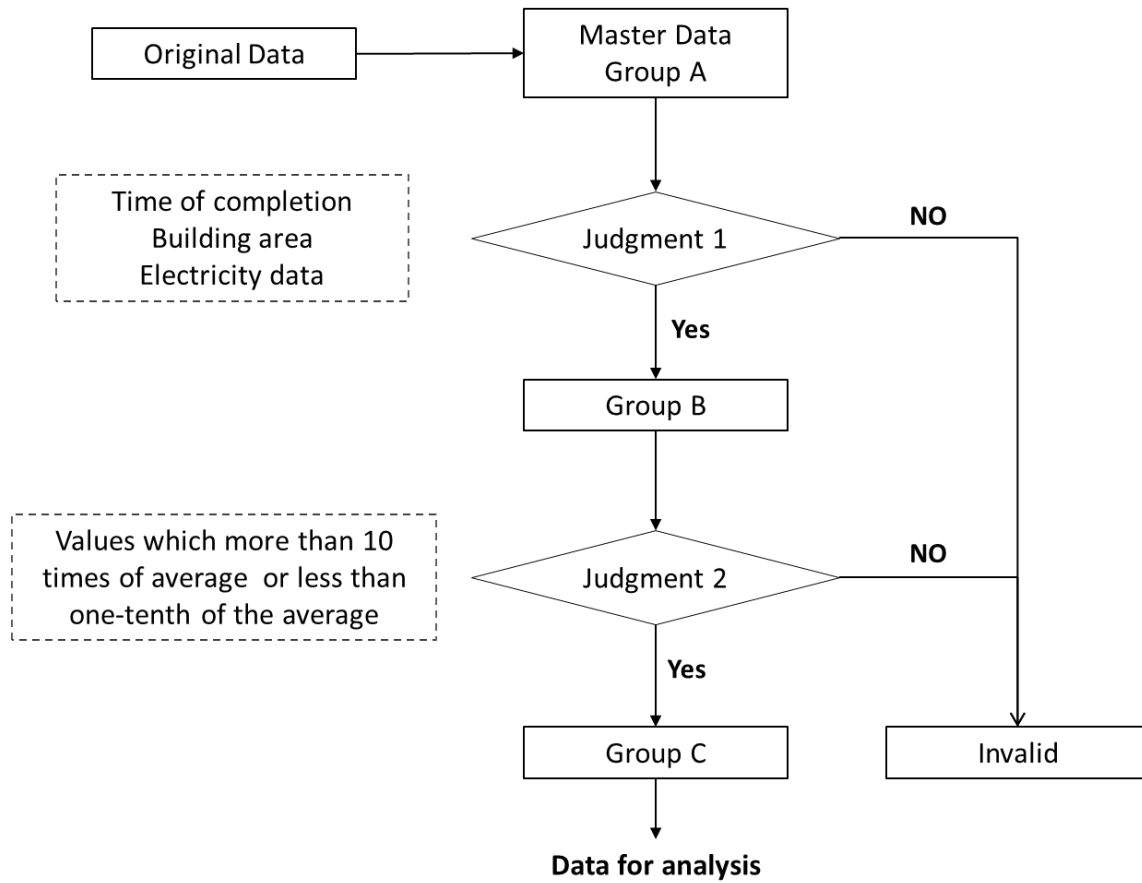 Original Data
Master Data
Group A
Time of completion
Building area
Electricity data
Judgment 1
NO
Yes
Group B
Values which more than 10
times of average or less than
one-tenth of the average
Judgment 2
NO
Yes
Group C
Invalid
Data for analysis